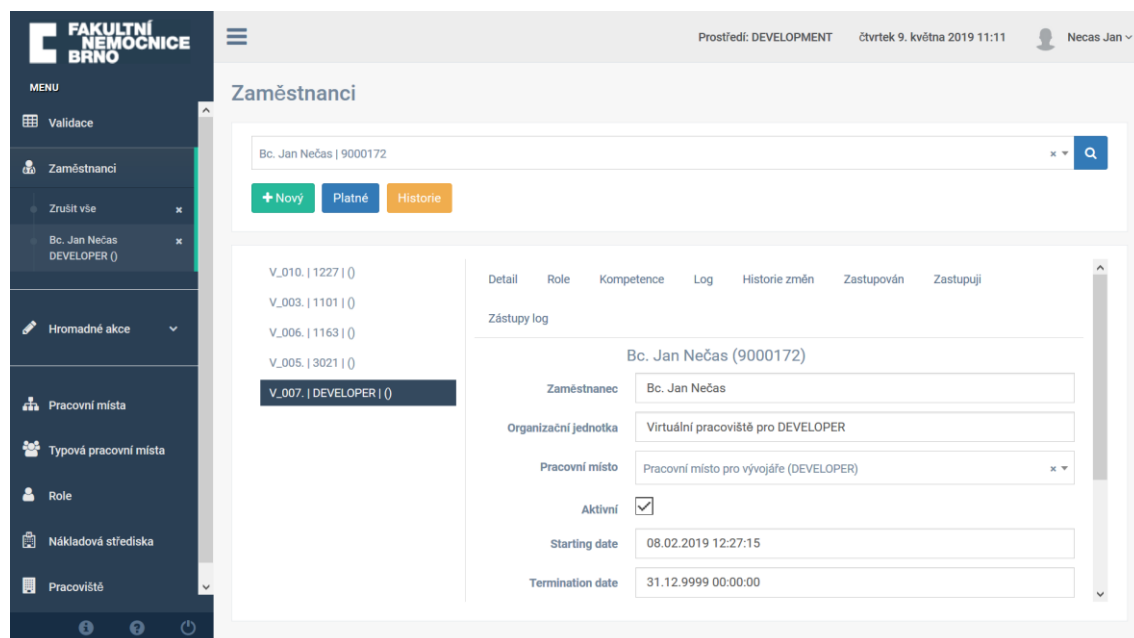 FAKULTNÍ
NEMOCNICE
BRNO
Prostředí: DEVELOPMENT
čtvrtek 9. května 2019 11:11
Necas Jan
MENU
Validace
Zaměstnanci
Zrušit vše
Bc. Jan Nečas
DEVELOPER ()
Hromadné akce
Pracovní místa
Typová pracovní místa
Role
Nákladová střediska
Pracoviště
Zaměstnanci
Bc. Jan Nečas | 9000172
Nový
Platné
Historie
V_010. | 1227 | ()
V_003. | 1101 | ()
V_006. | 1163 | ()
V_005. | 3021 | ()
V_007. | DEVELOPER | ()
Detail Role Kompetence Log Historie změn Zastupován Zastupuji
Zástupy log
Bc. Jan Nečas (9000172)
Zaměstnanec Bc. Jan Nečas
Organizační jednotka Virtuální pracoviště pro DEVELOPER
Pracovní místo Pracovní místo pro vývojáře (DEVELOPER)
Aktivní
Starting date 08.02.2019 12:27:15
Termination date 31.12.9999 00:00:00